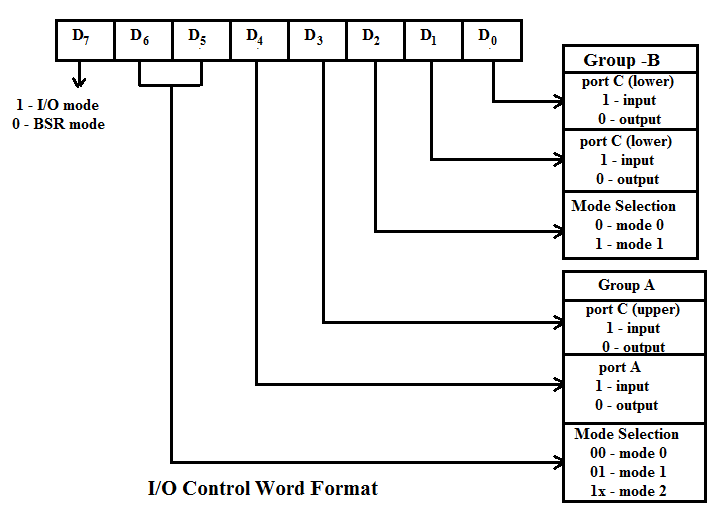 D7 D6 D5 D4 D3 D2 D1 D0
1 - I/O mode
0 - BSR mode
Group -B
port C (lower)
1 - input
0 - output
port C (lower)
1 - input
0 - output
Mode Selection
0 - mode 0
1 - mode 1
Group A
port C (upper)
1 - input
0 - output
port A
1 - input
0 - output
Mode Selection
00 - mode 0
01 - mode 1
1x - mode 2
I/O Control Word Format